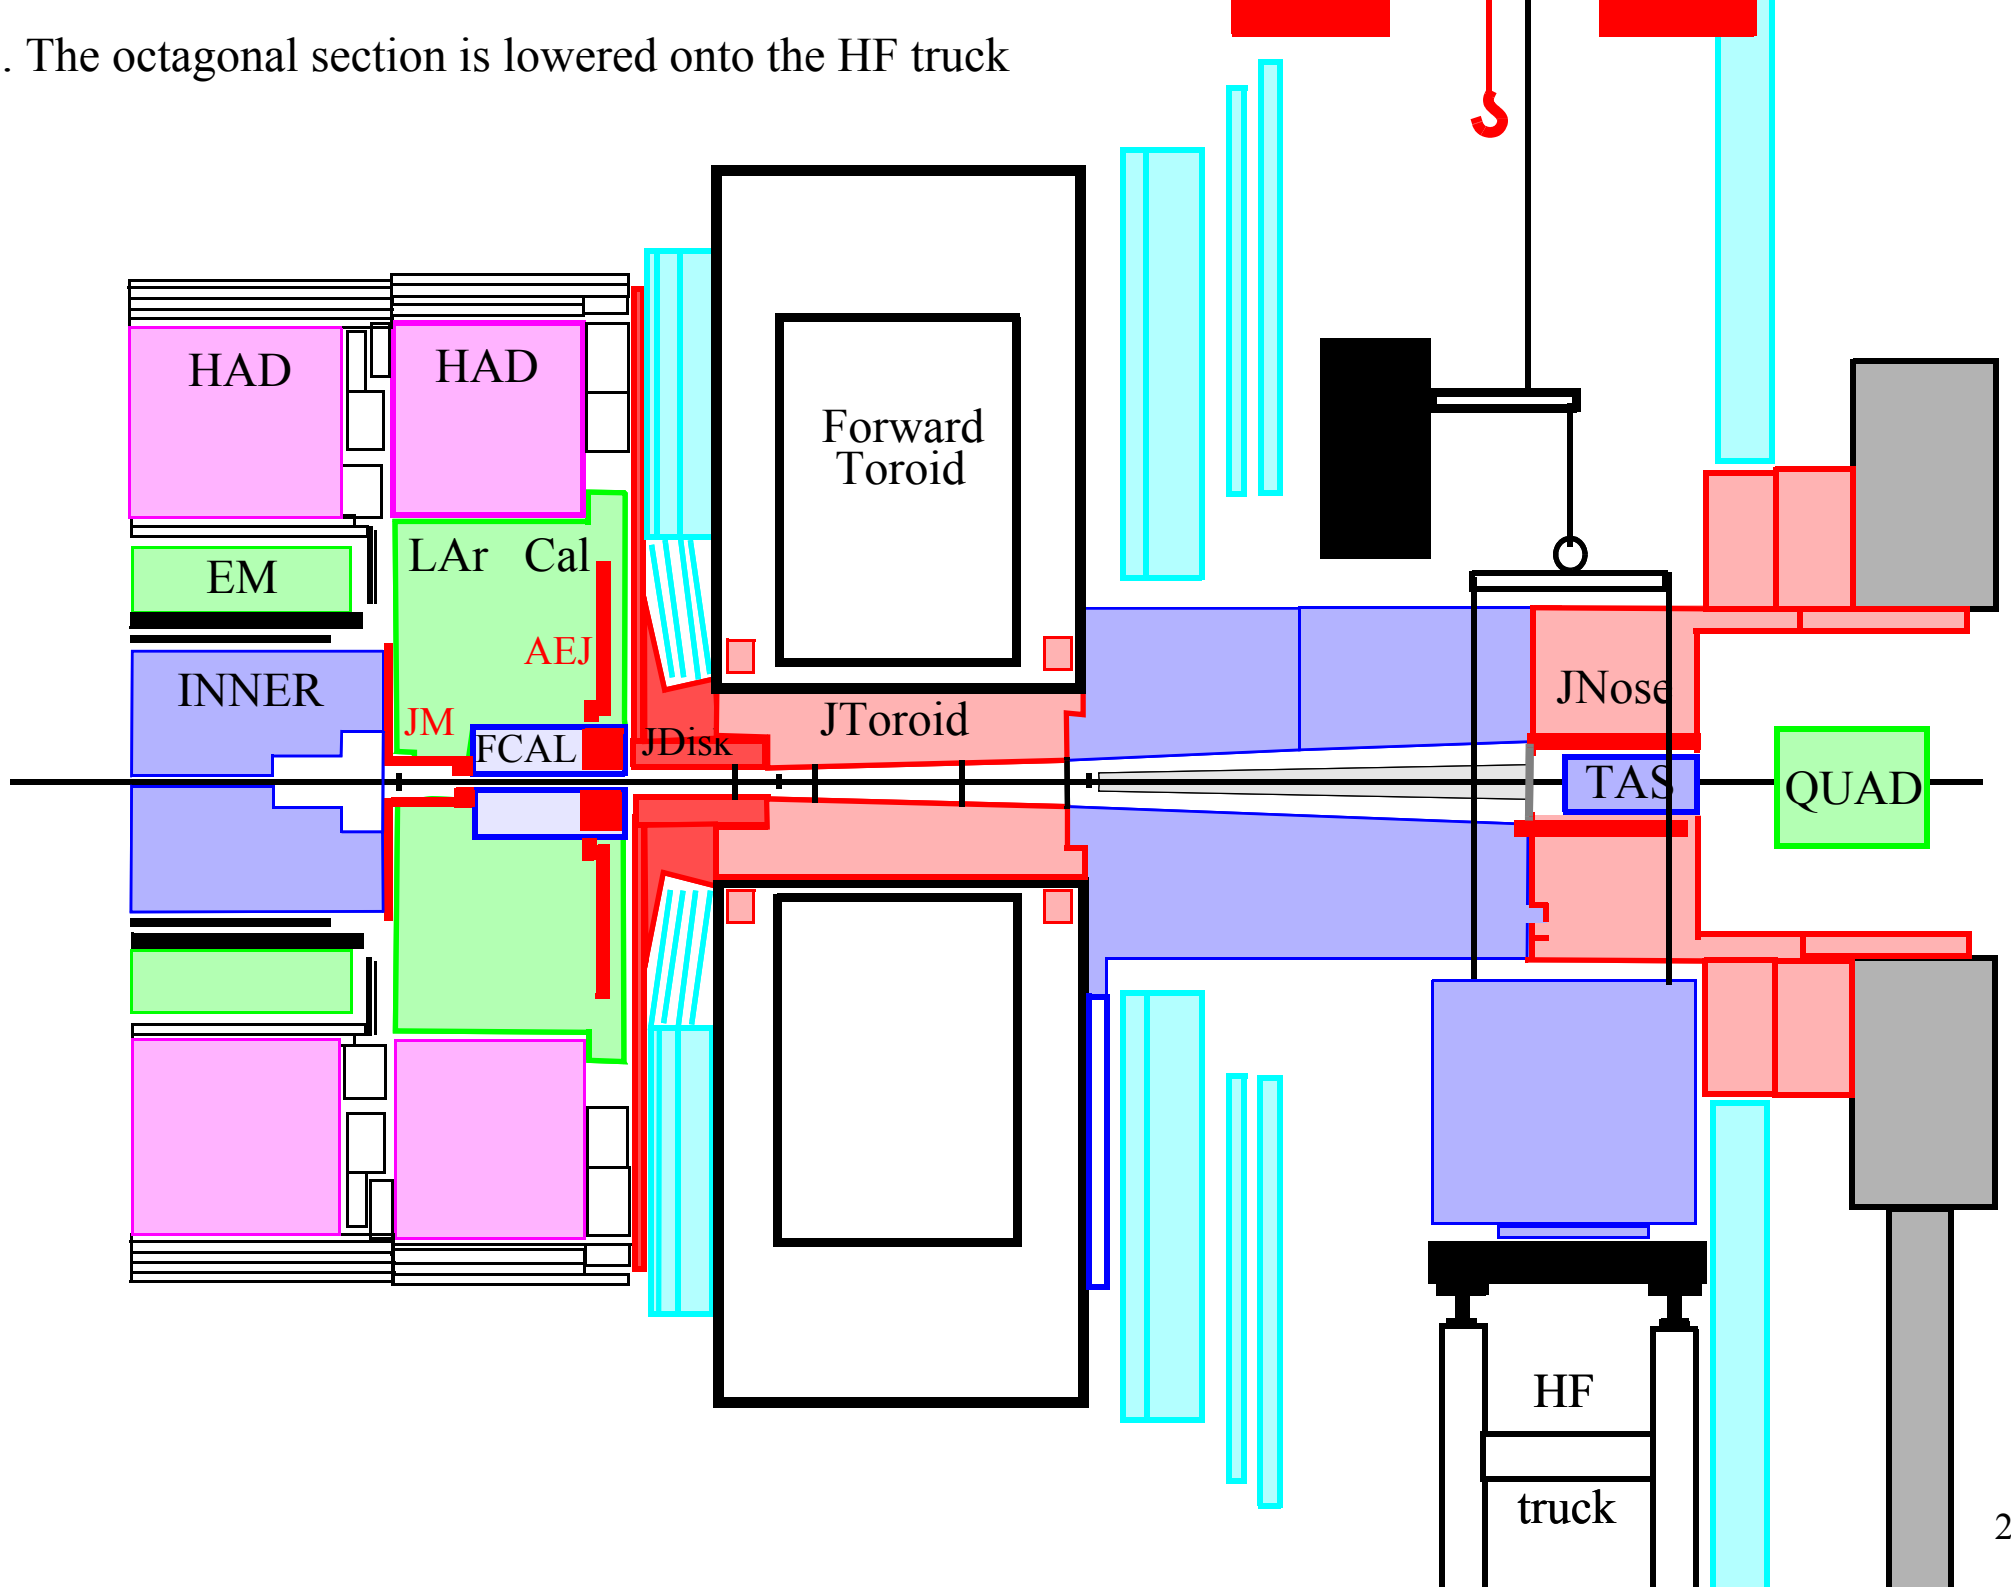 . The octagonal section is lowered onto the HF truck
HAD
HAD
Forward
Toroid
LAr Cal
EM
AEJ
INNER
JNose
JM
JToroid
FCAL
JDisk
TAS
QUAD
HF
truck
2